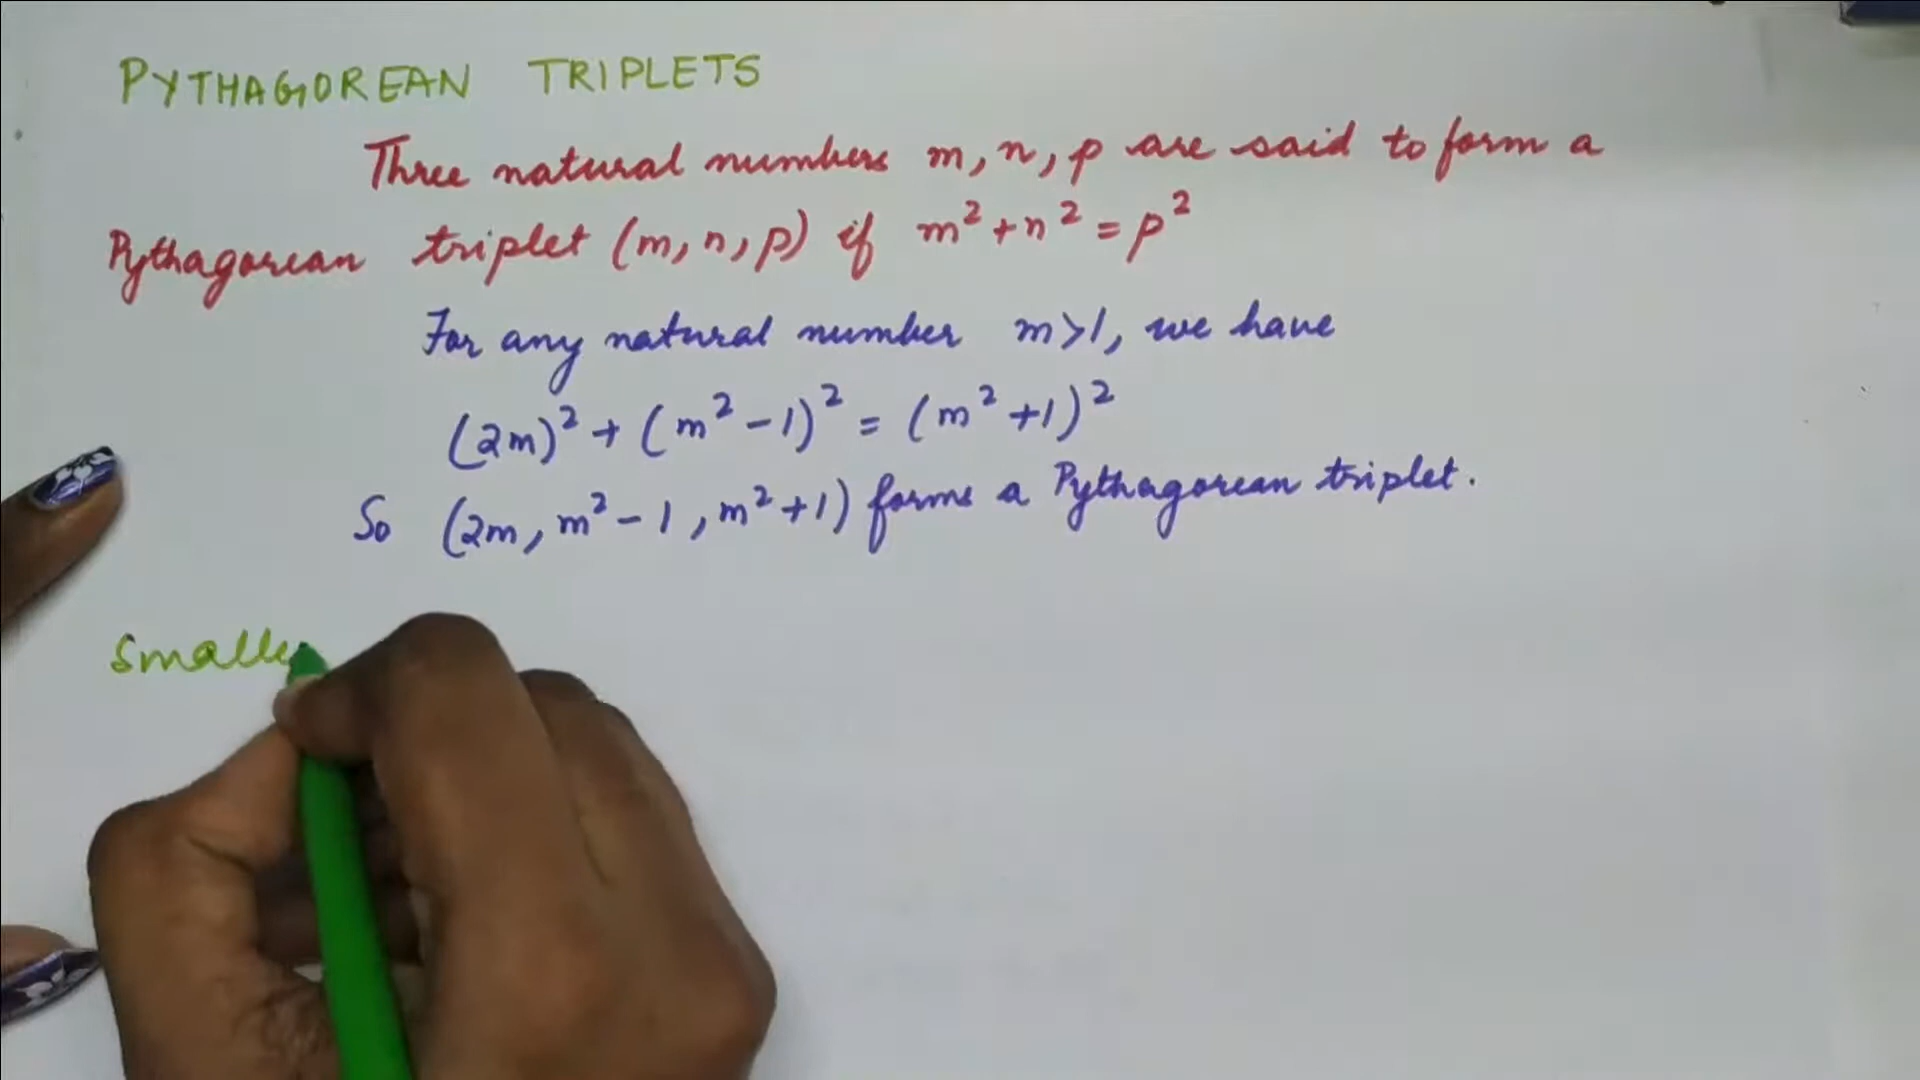 PYTHAGOREAN TRIPLETS
Three natural numbers m, n, p are said to form a
Pythagorean triplet (m, n, p) if m² + n² = p²
For any natural number m>1, we have
(2m)² + (m² - 1)² = (m² + 1)²
So (2m, m² - 1, m² + 1) forms a Pythagorean triplet.
Smalle